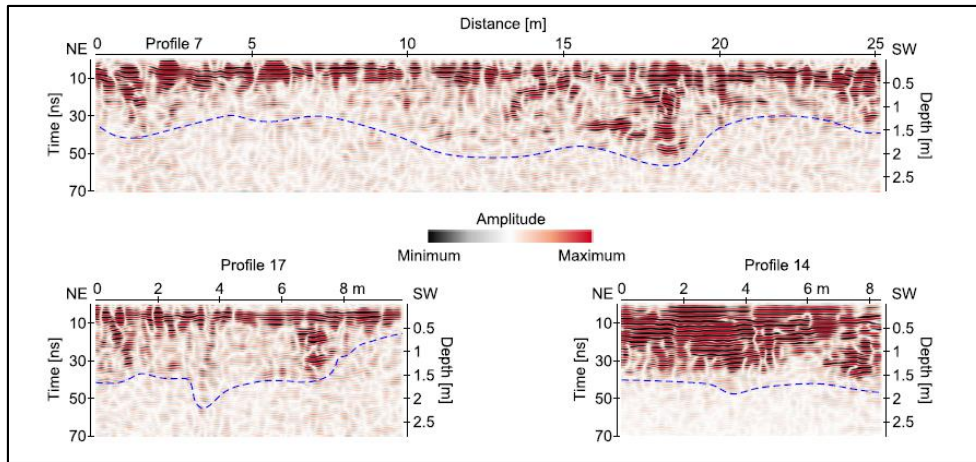 Distance [m]
NE 0 Profile 7 5 10 15 20 25 SW
Time [ns]
10
30
50
70
0.5
1
1.5
2
2.5
Depth [m]
Amplitude
Minimum Maximum
Profile 17
NE 0 2 4 6 8 m SW
Time [ns]
10
30
50
70
0.5
1
1.5
2
2.5
Depth [m]
Profile 14
NE 0 2 4 6 m 8 SW
Time [ns]
10
30
50
70
0.5
1
1.5
2
2.5
Depth [m]